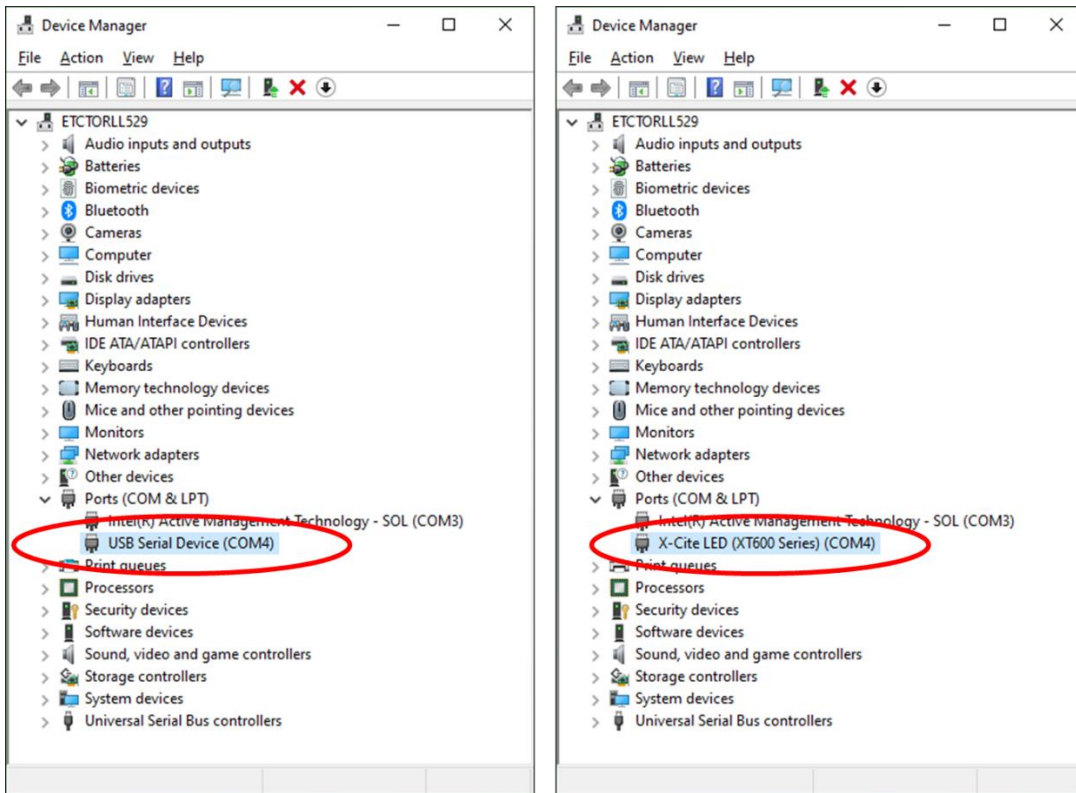 Device Manager
File Action View Help
ETCTORLL529
Audio inputs and outputs
Batteries
Biometric devices
Bluetooth
Cameras
Computer
Disk drives
Display adapters
Human Interface Devices
IDE ATA/ATAPI controllers
Keyboards
Memory technology devices
Mice and other pointing devices
Monitors
Network adapters
Other devices
Ports (COM & LPT)
Intel(R) Active Management Technology - SOL (COM3)
USB Serial Device (COM4)
Print queues
Processors
Security devices
Software devices
Sound, video and game controllers
Storage controllers
System devices
Universal Serial Bus controllers
Device Manager
File Action View Help
ETCTORLL529
Audio inputs and outputs
Batteries
Biometric devices
Bluetooth
Cameras
Computer
Disk drives
Display adapters
Human Interface Devices
IDE ATA/ATAPI controllers
Keyboards
Memory technology devices
Mice and other pointing devices
Monitors
Network adapters
Other devices
Ports (COM & LPT)
Intel(R) Active Management Technology - SOL (COM3)
X-Cite LED (XT600 Series) (COM4)
Print queues
Processors
Security devices
Software devices
Sound, video and game controllers
Storage controllers
System devices
Universal Serial Bus controllers